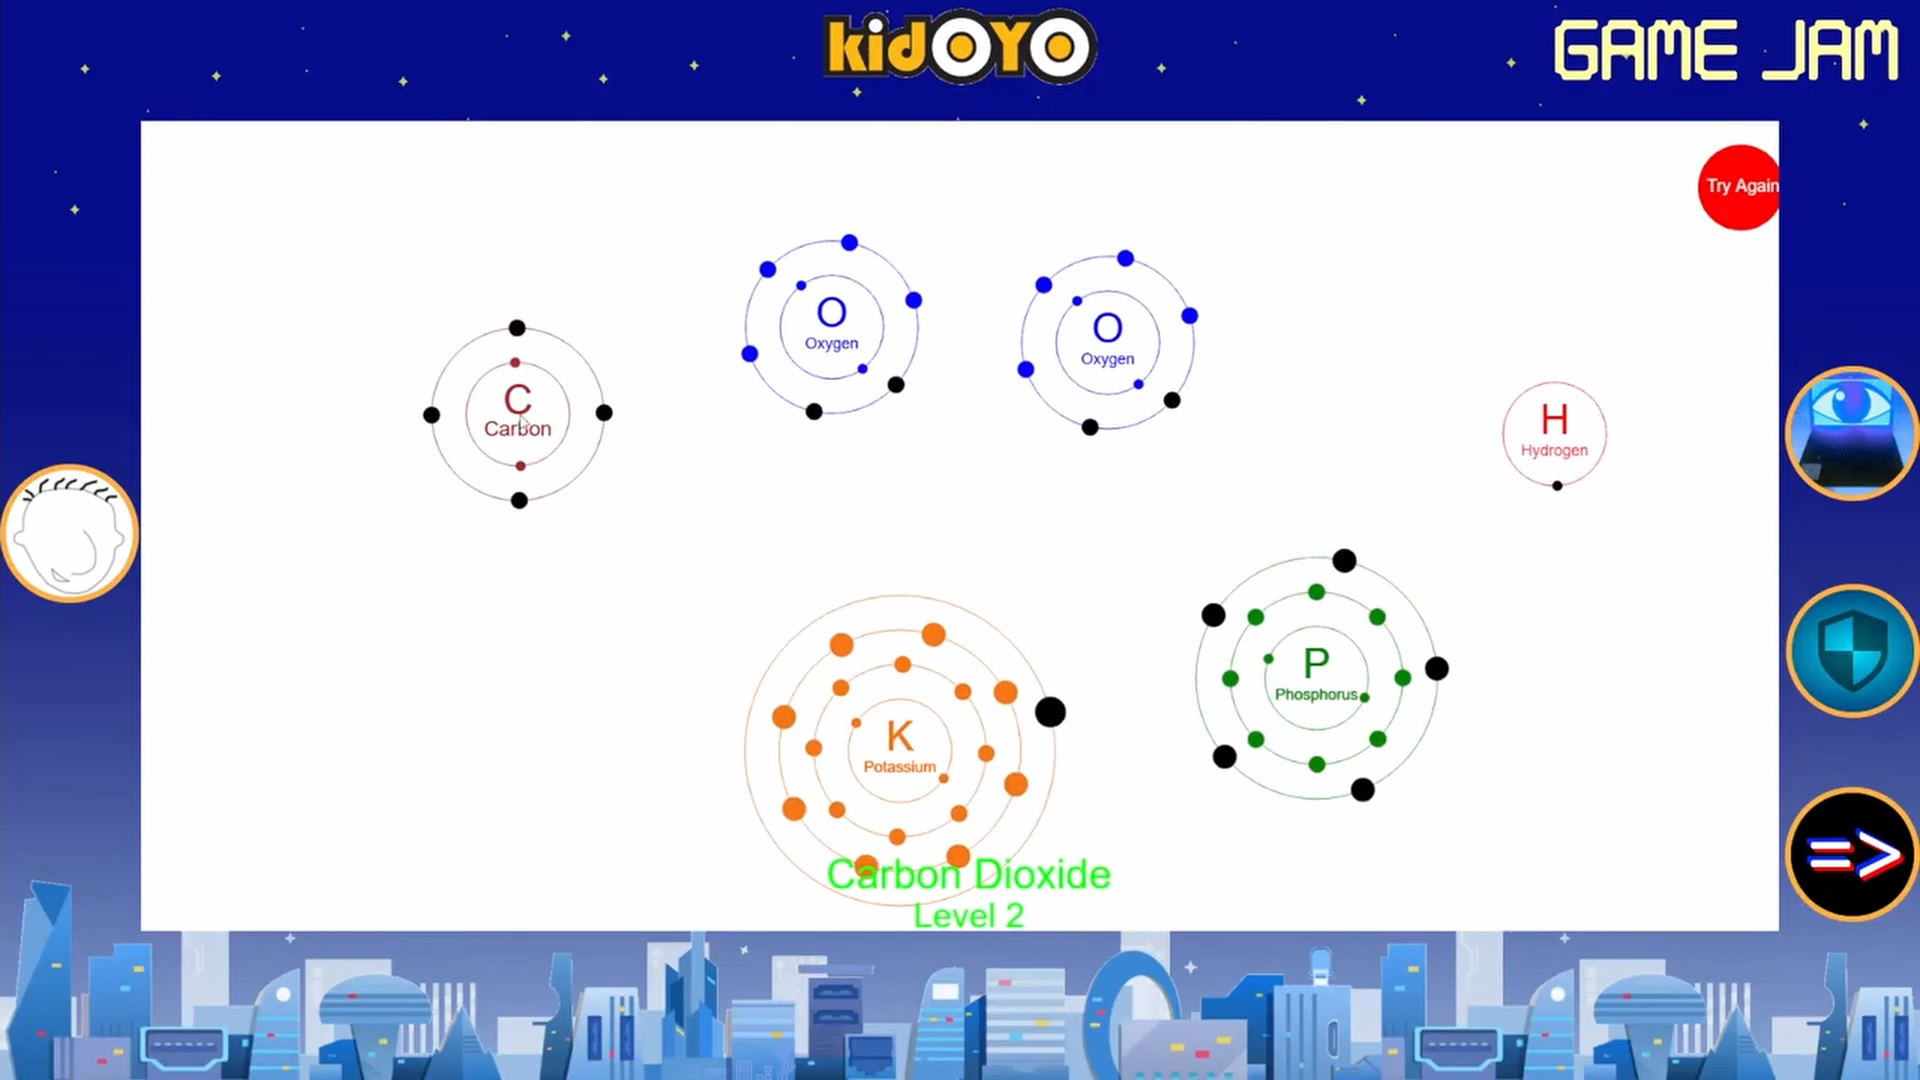 kidOYO
GAME JAM
Try Again
O
Oxygen
O
Oxygen
C
Carbon
H
Hydrogen
P
Phosphorus
K
Potassium
Carbon Dioxide
Level 2
=>